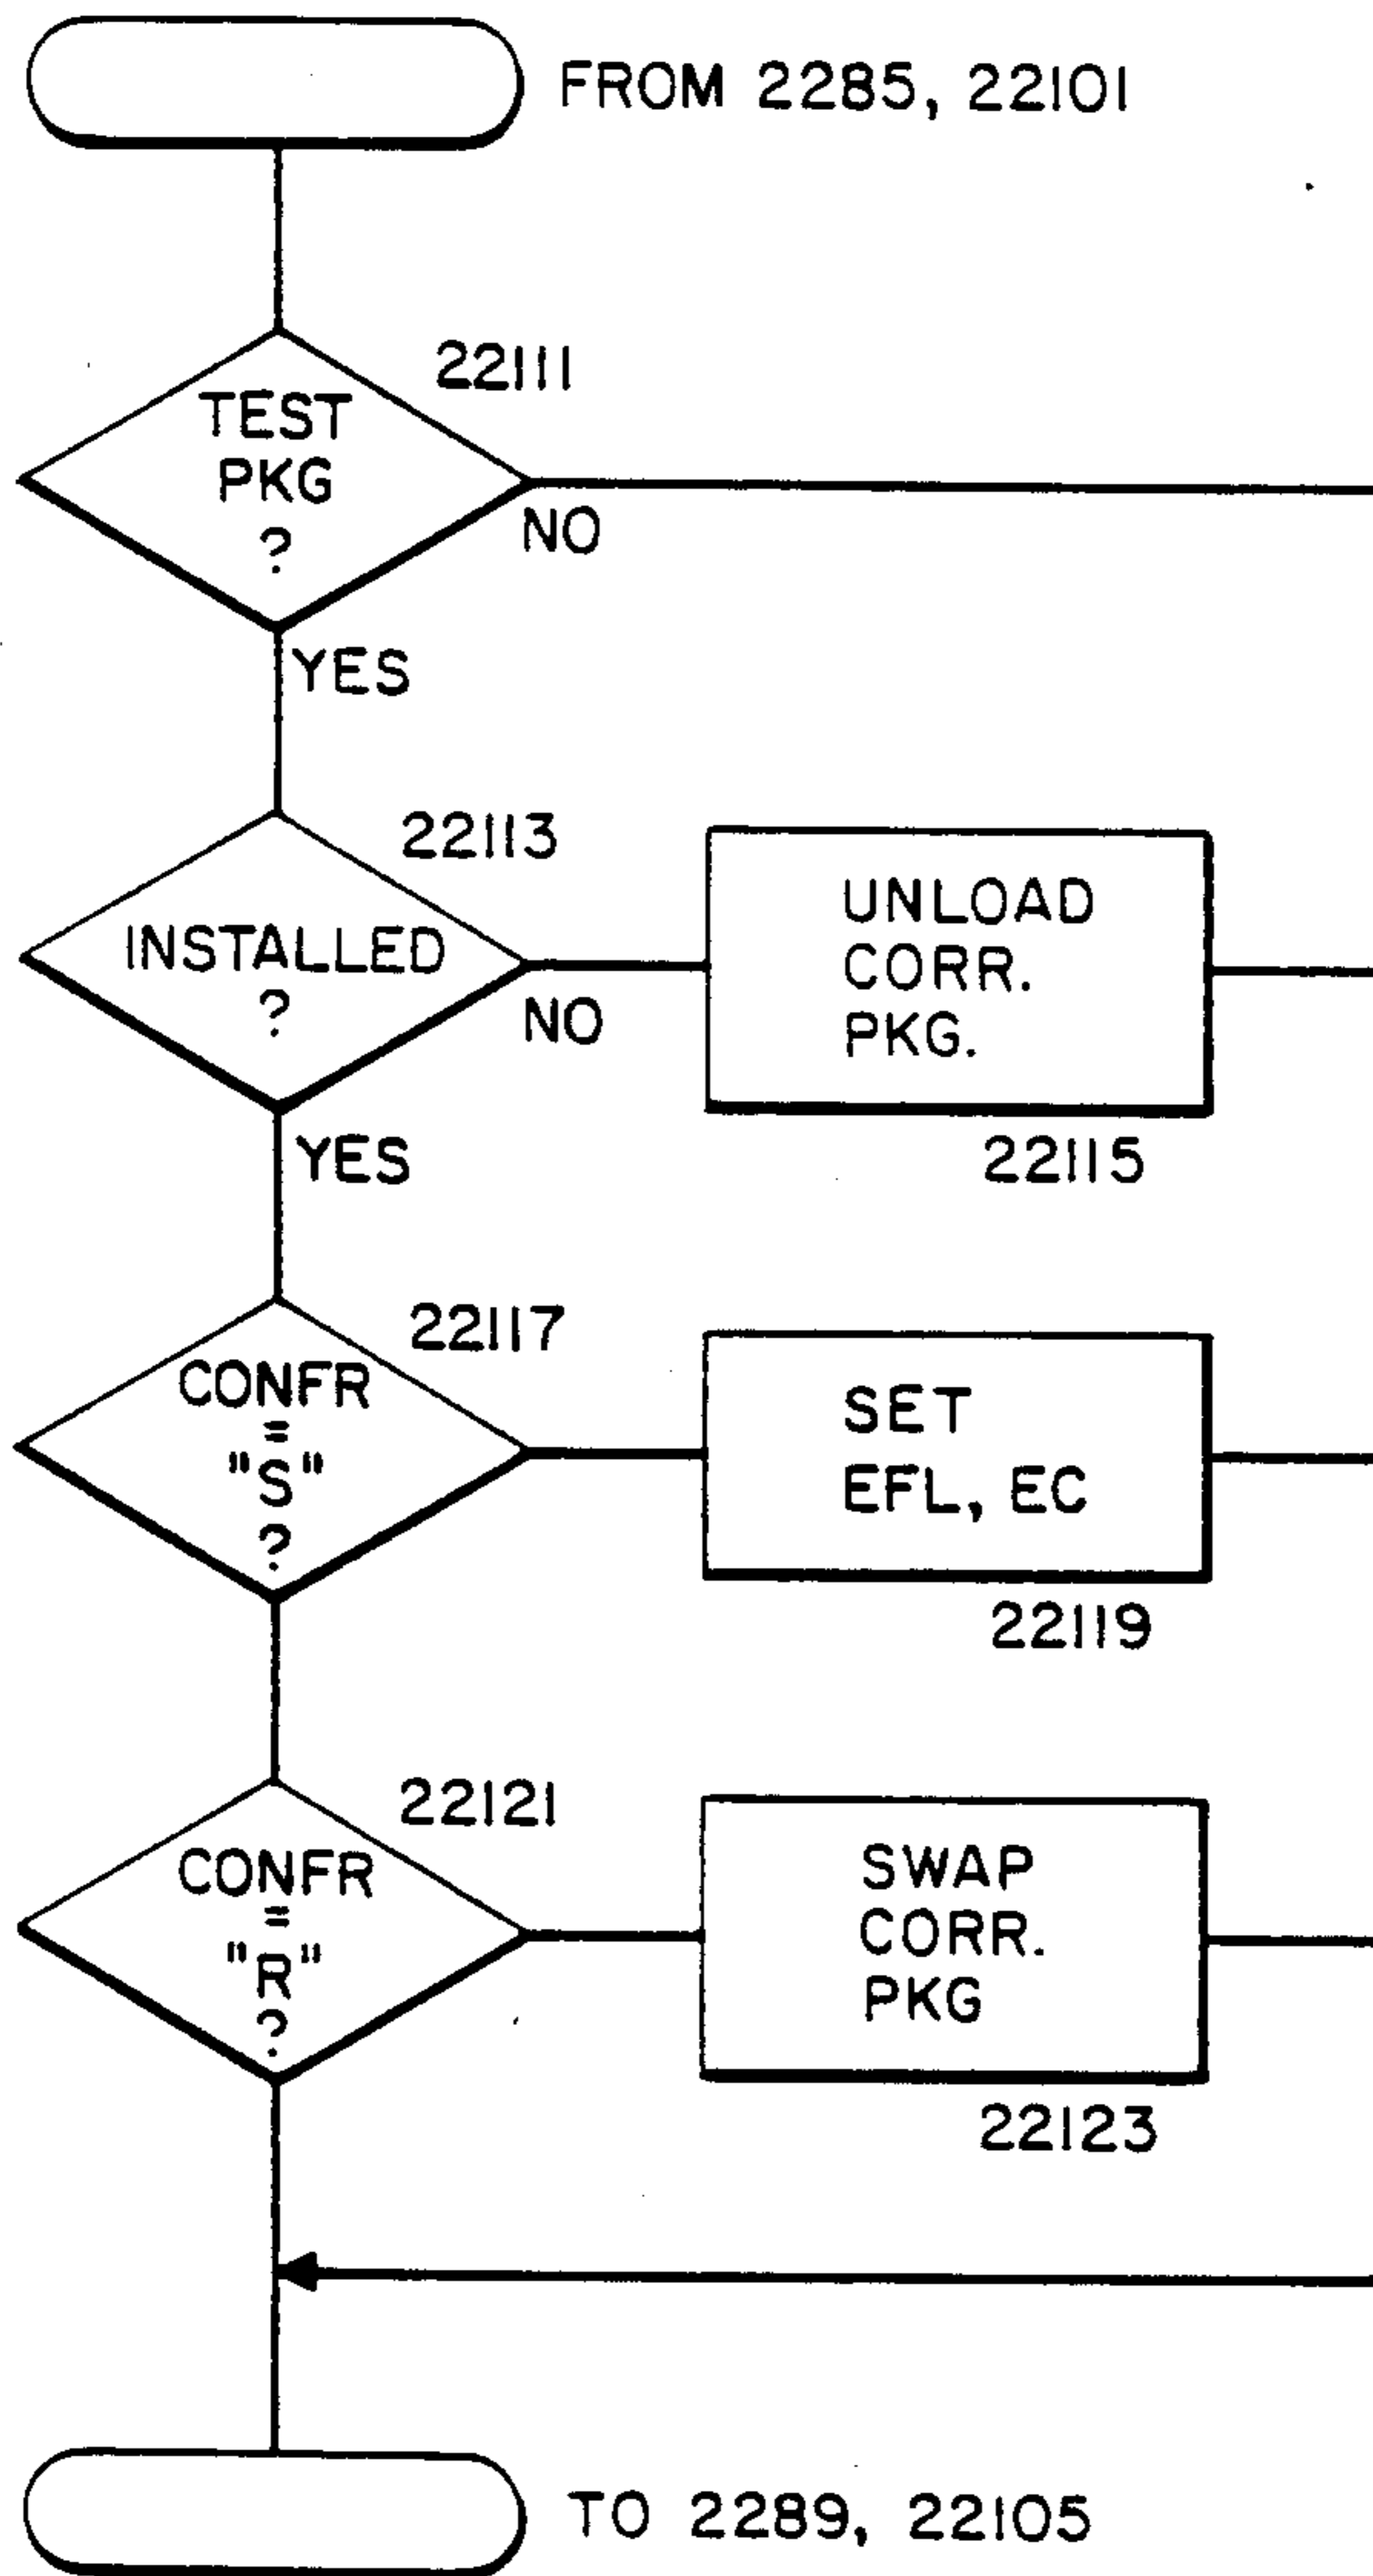 FROM 2285, 22101
22111
TEST
PKG
?
NO
YES
22113
INSTALLED
?
NO
YES
UNLOAD
CORR.
PKG.
22115
22117
CONFR
=
"S"
?
SET
EFL, EC
22119
22121
CONFR
=
"R"
?
SWAP
CORR.
PKG
22123
TO 2289, 22105